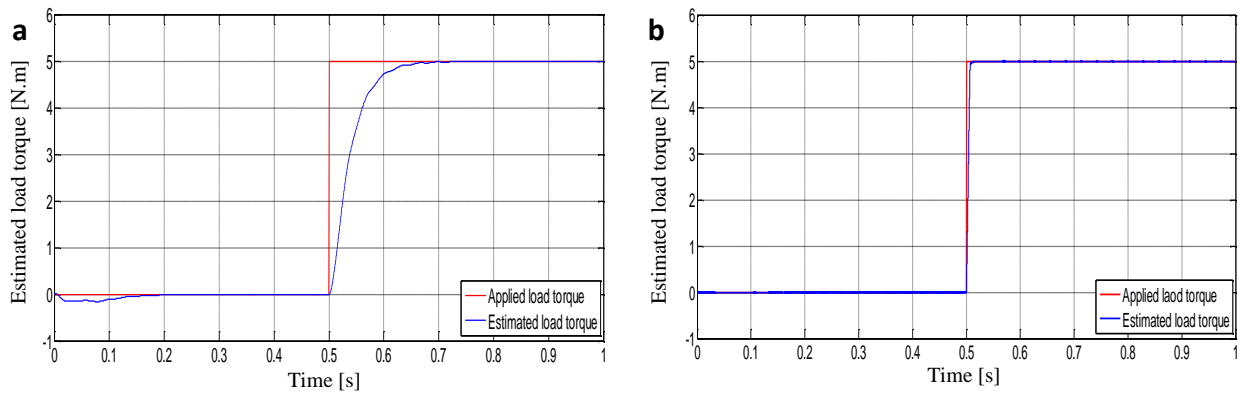 a
Estimated load torque [N.m]
6
5
4
3
2
1
0
-1
0 0.1 0.2 0.3 0.4 0.5 0.6 0.7 0.8 0.9 1
Time [s]
Applied load torque
Estimated load torque
b
Estimated load torque [N.m]
6
5
4
3
2
1
0
-1
0 0.1 0.2 0.3 0.4 0.5 0.6 0.7 0.8 0.9 1
Time [s]
Applied laod torque
Estimated load torque